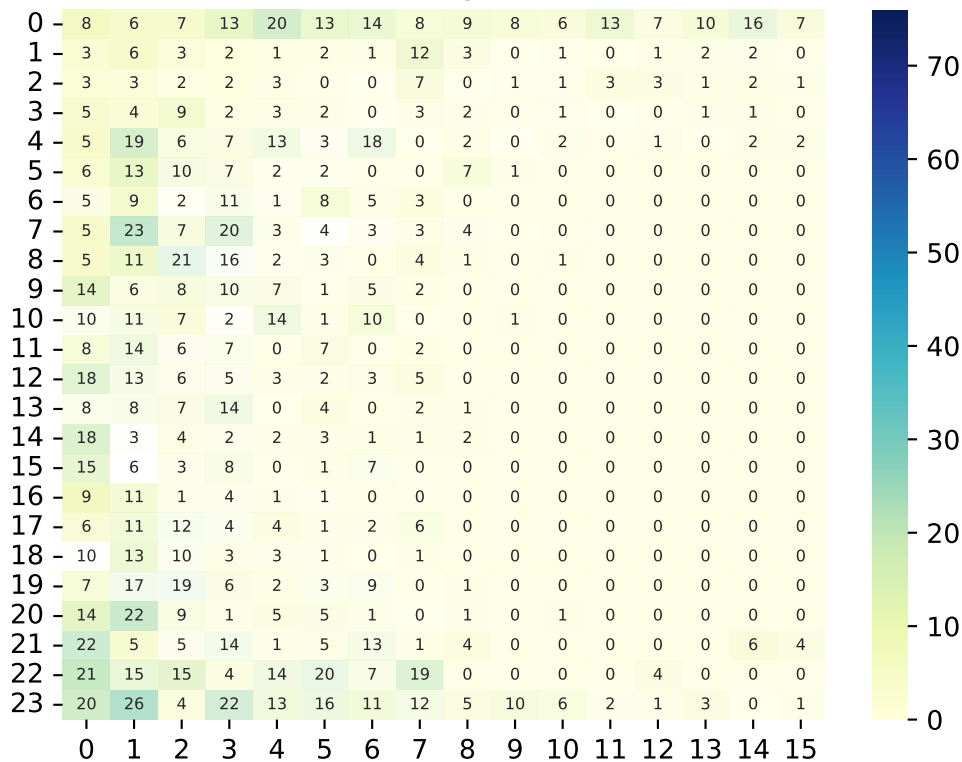 0 8 6 7 13 20 13 14 8 9 8 6 13 7 10 16 7
1 3 6 3 2 1 2 1 12 3 0 1 0 1 2 2 0
70
2 3 3 2 2 3 0 0 7 0 1 1 3 3 1 2 1
3 5 4 9 2 3 2 0 3 2 0 1 0 0 1 1 0
4 5 19 6 7 13 3 18 0 2 0 2 0 1 0 2 2
60
5 6 13 10 7 2 2 0 0 7 1 0 0 0 0 0 0
6 5 9 2 11 1 8 5 3 0 0 0 0 0 0 0 0
7 5 23 7 20 3 4 3 3 4 0 0 0 0 0 0 0
50
8 5 11 21 16 2 3 0 4 1 0 1 0 0 0 0 0
9 14 6 8 10 7 1 5 2 0 0 0 0 0 0 0 0
10 10 11 7 2 14 1 10 0 0 1 0 0 0 0 0 0
40
11 8 14 6 7 0 7 0 2 0 0 0 0 0 0 0 0
12 18 13 6 5 3 2 3 5 0 0 0 0 0 0 0 0
13 8 8 7 14 0 4 0 2 1 0 0 0 0 0 0 0
30
14 18 3 4 2 2 3 1 1 2 0 0 0 0 0 0 0
15 15 6 3 8 0 1 7 0 0 0 0 0 0 0 0 0
16 9 11 1 4 1 1 0 0 0 0 0 0 0 0 0 0
20
17 6 11 12 4 4 1 2 6 0 0 0 0 0 0 0 0
18 10 13 10 3 3 1 0 1 0 0 0 0 0 0 0 0
19 7 17 19 6 2 3 9 0 1 0 0 0 0 0 0 0
20 14 22 9 1 5 5 1 0 1 0 1 0 0 0 0 0
10
21 22 5 5 14 1 5 13 1 4 0 0 0 0 0 6 4
22 21 15 15 4 14 20 7 19 0 0 0 0 4 0 0 0
23 20 26 4 22 13 16 11 12 5 10 6 2 1 3 0 1
0
0 1 2 3 4 5 6 7 8 9 10 11 12 13 14 15